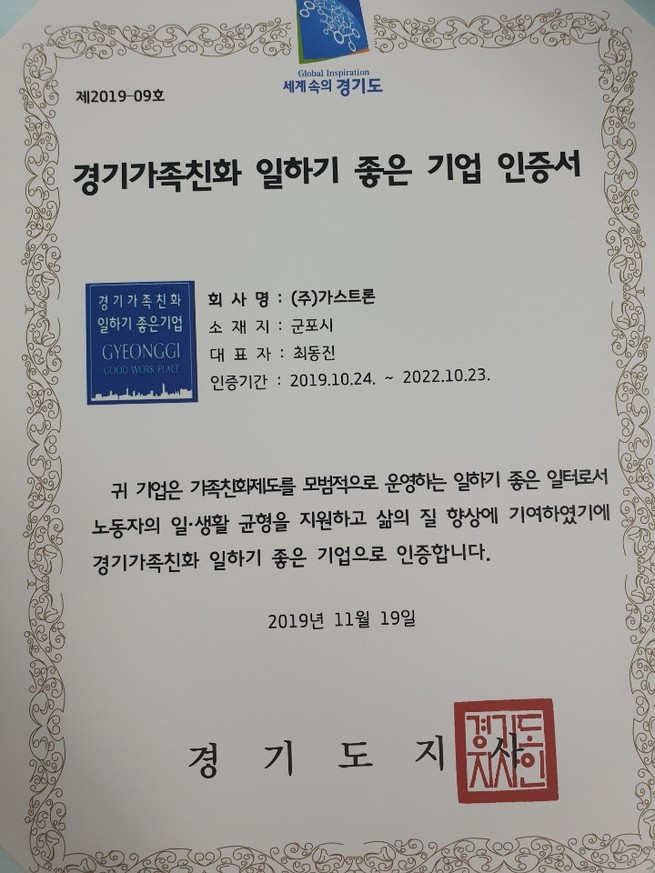 Global Inspiration
세계 속의 경기도
제2019-09호
경기가족친화 일하기 좋은 기업 인증서
경기가족친화
일하기 좋은기업
GYEONGGI
GOOD WORK PLACE
회 사 명 : (주)가스트론
소 재 지 : 군포시
대 표 자 : 최동진
인증기간 : 2019.10.24. ~ 2022.10.23.
귀 기업은 가족친화제도를 모범적으로 운영하는 일하기 좋은 일터로서
노동자의 일·생활 균형을 지원하고 삶의 질 향상에 기여하였기에
경기가족친화 일하기 좋은 기업으로 인증합니다.
2019년 11월 19일
경 기 도 지 사
경기도
지사인